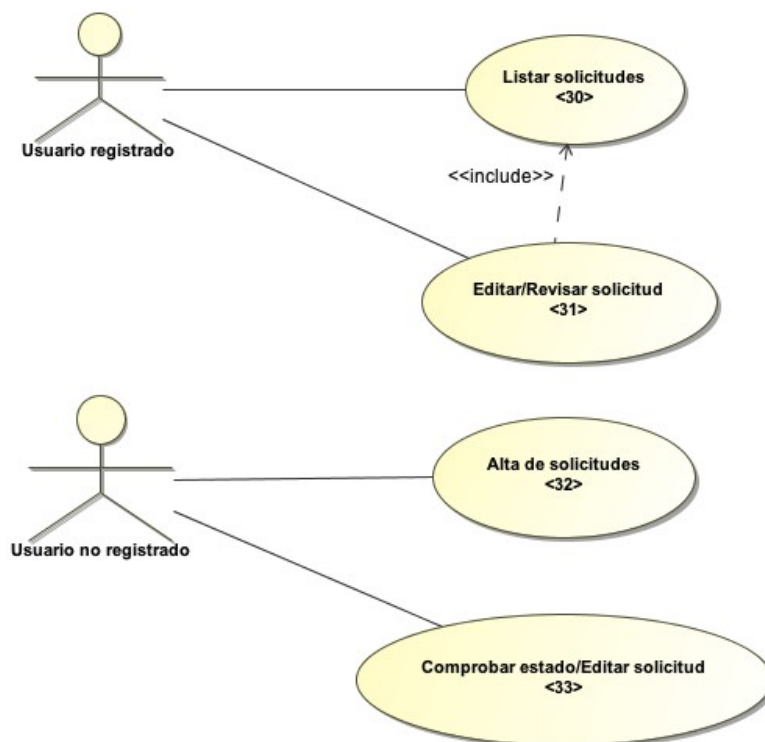 Listar solicitudes
<30>
Usuario registrado
<<include>>
Editar/Revisar solicitud
<31>
Alta de solicitudes
<32>
Usuario no registrado
Comprobar estado/Editar solicitud
<33>